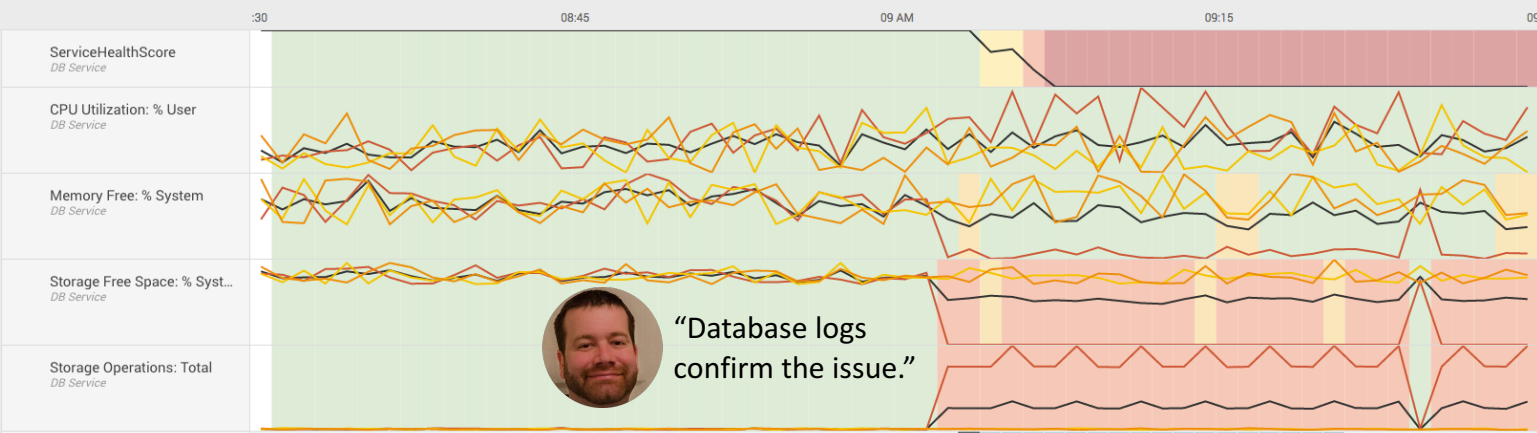 :30
08:45
09 AM
09:15
09
ServiceHealthScore
DB Service
CPU Utilization: % User
DB Service
Memory Free: % System
DB Service
Storage Free Space: % Syst...
DB Service
Storage Operations: Total
DB Service
“Database logs
confirm the issue.”